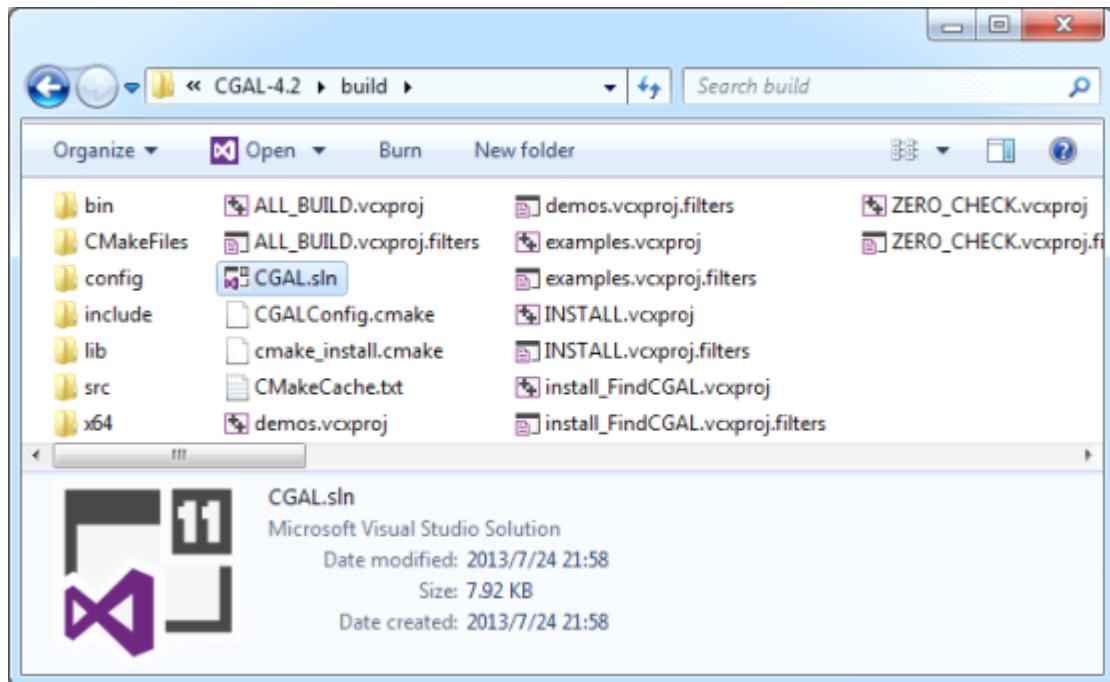 « CGAL-4.2 ▸ build ▸
Search build
Organize Open Burn New folder
bin
CMakeFiles
config
include
lib
src
x64
ALL_BUILD.vcxproj
ALL_BUILD.vcxproj.filters
CGAL.sln
CGALConfig.cmake
cmake_install.cmake
CMakeCache.txt
demos.vcxproj
demos.vcxproj.filters
examples.vcxproj
examples.vcxproj.filters
INSTALL.vcxproj
INSTALL.vcxproj.filters
install_FindCGAL.vcxproj
install_FindCGAL.vcxproj.filters
ZERO_CHECK.vcxproj
ZERO_CHECK.vcxproj.fi
11
CGAL.sln
Microsoft Visual Studio Solution
Date modified: 2013/7/24 21:58
Size: 7.92 KB
Date created: 2013/7/24 21:58